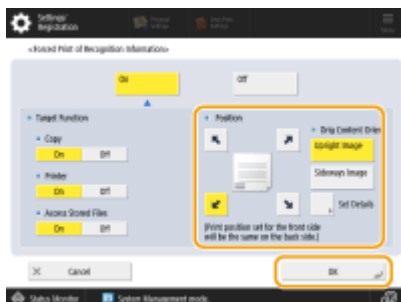 Settings/
Registration
<Forced Print of Recognition Information>
On
Off
Target Function
Copy
On Off
Printer
On Off
Access Stored Files
On Off
Position
Orig Content Orien
Upright Image
Sideways Image
Set Details
[Print position set for the front side
will be the same on the back side.]
Cancel
OK
Status Monitor
System Management mode.